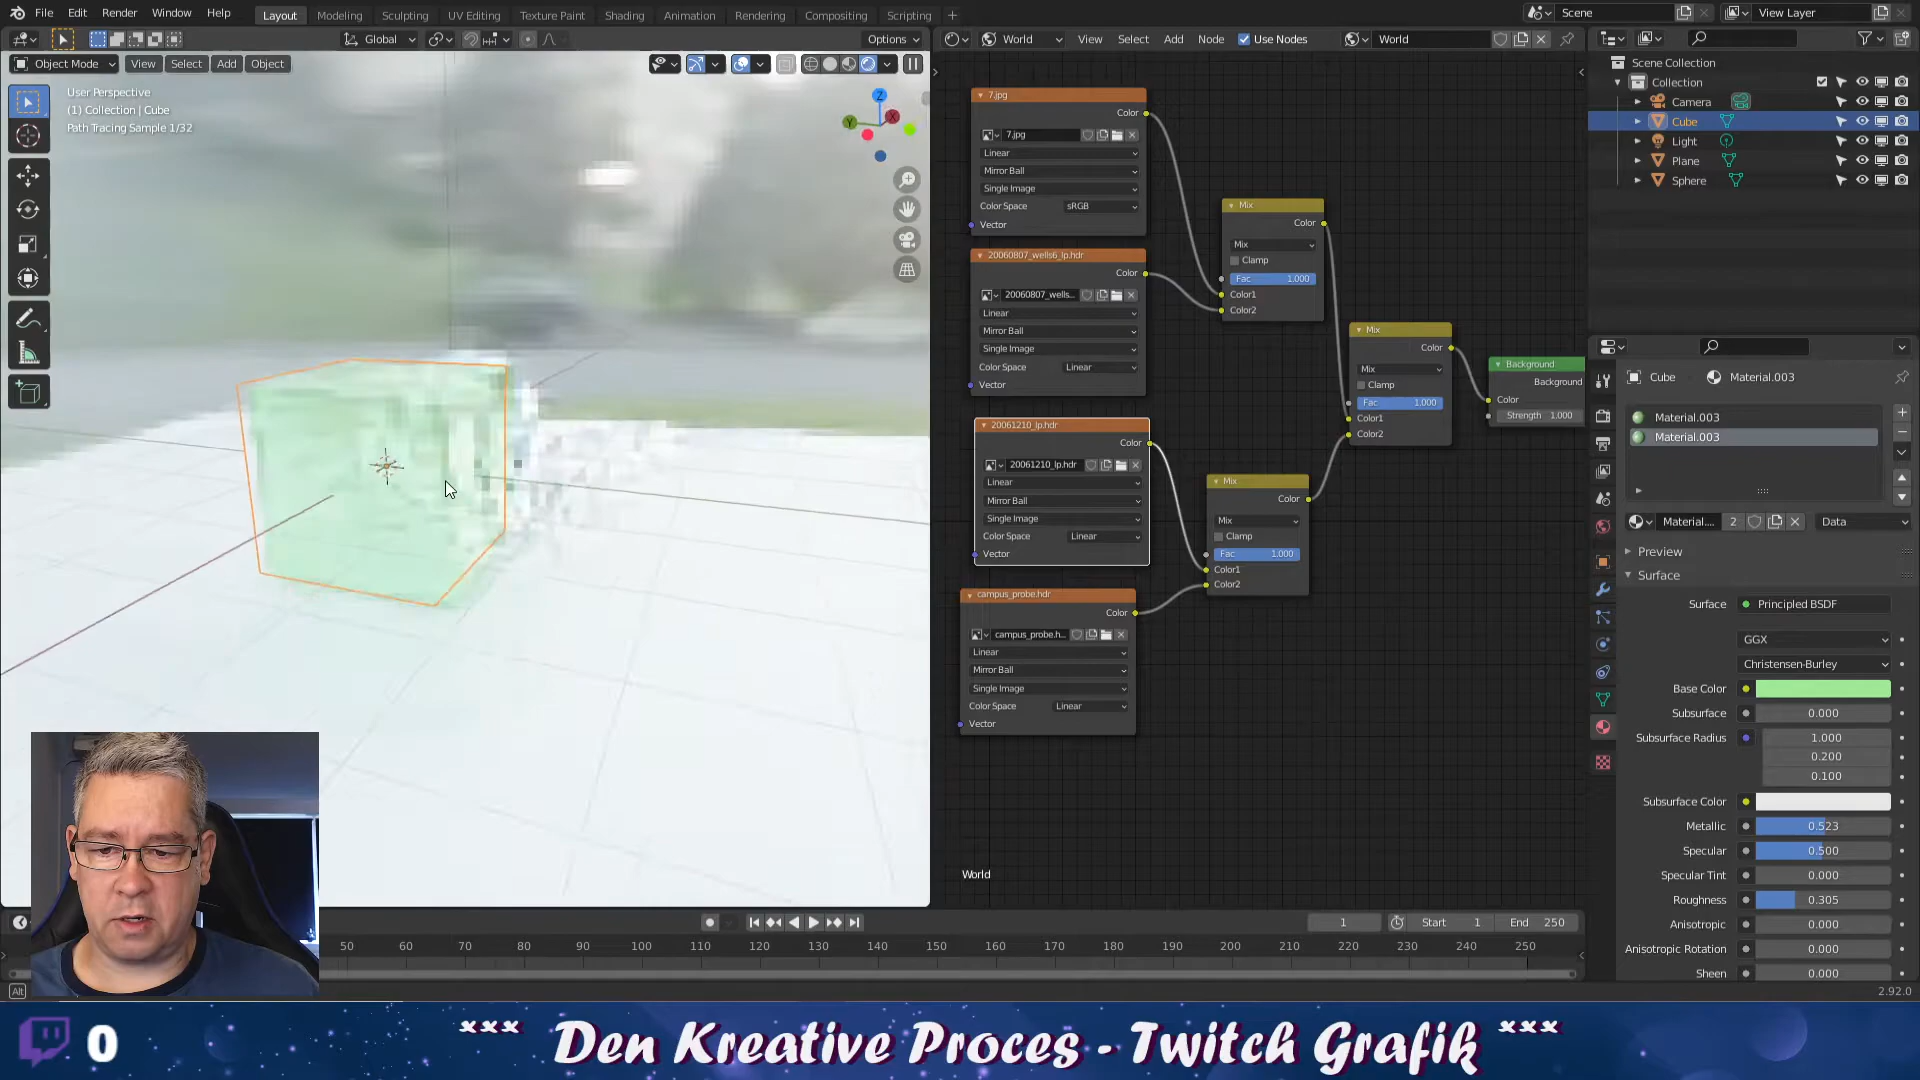 File Edit Render Window Help Layout Modeling Sculpting UV Editing Texture Paint Shading Animation Rendering Compositing Scripting Scene View Layer
Global Options World View Select Add Node Use Nodes World
Object Mode View Select Add Object
User Perspective
(1) Collection | Cube
Path Tracing Sample 1/32
Z
Y
X
7.jpg
Color
7.jpg
Linear
Mirror Ball
Single Image
Color Space sRGB
Vector
20060807_wells6_lp.hdr
Color
20060807_wells...
Linear
Mirror Ball
Single Image
Color Space Linear
Vector
20061210_lp.hdr
Color
20061210_lp.hdr
Linear
Mirror Ball
Single Image
Color Space Linear
Vector
campus_probe.hdr
Color
campus_probe.h...
Linear
Mirror Ball
Single Image
Color Space Linear
Vector
Mix
Color
Mix
Clamp
Fac 1.000
Color1
Color2
Mix
Color
Mix
Clamp
Fac 1.000
Color1
Color2
Mix
Color
Mix
Clamp
Fac 1.000
Color1
Color2
Background
Background
Color
Strength 1.000
World
Scene Collection
Collection
Camera
Cube
Light
Plane
Sphere
Cube Material.003
Material.003
Material.003
Material.... 2 Data
Preview
Surface
Surface Principled BSDF
GGX
Christensen-Burley
Base Color
Subsurface 0.000
Subsurface Radius 1.000
0.200
0.100
Subsurface Color
Metallic 0.523
Specular 0.500
Specular Tint 0.000
Roughness 0.305
Anisotropic 0.000
Anisotropic Rotation 0.000
Sheen 0.000
1 Start 1 End 250
50 60 70 80 90 100 110 120 130 140 150 160 170 180 190 200 210 220 230 240 250
Alt
2.92.0
0 *** Den Kreative Proces - Twitch Grafik ***